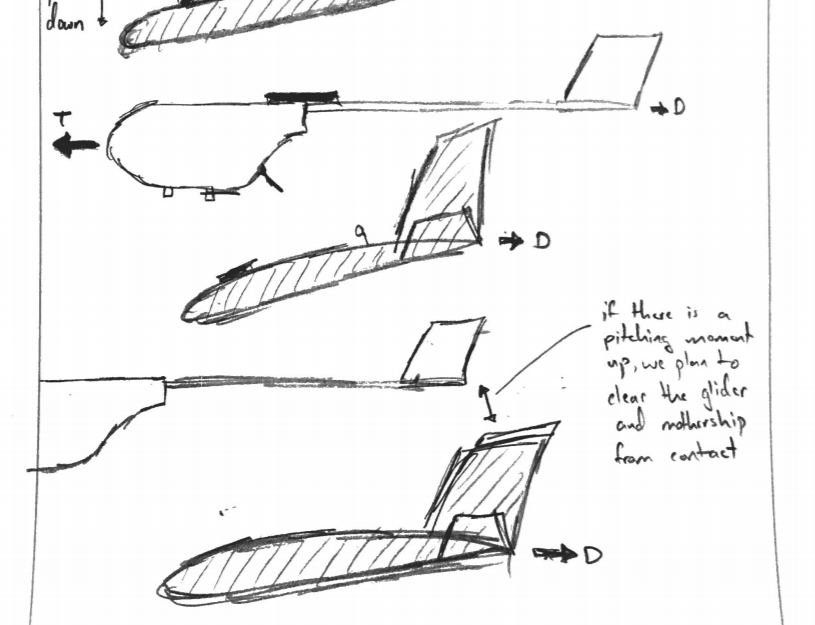 down
T
D
D
if there is a
pitching moment
up, we plan to
clear the glider
and mothership
from contact
D